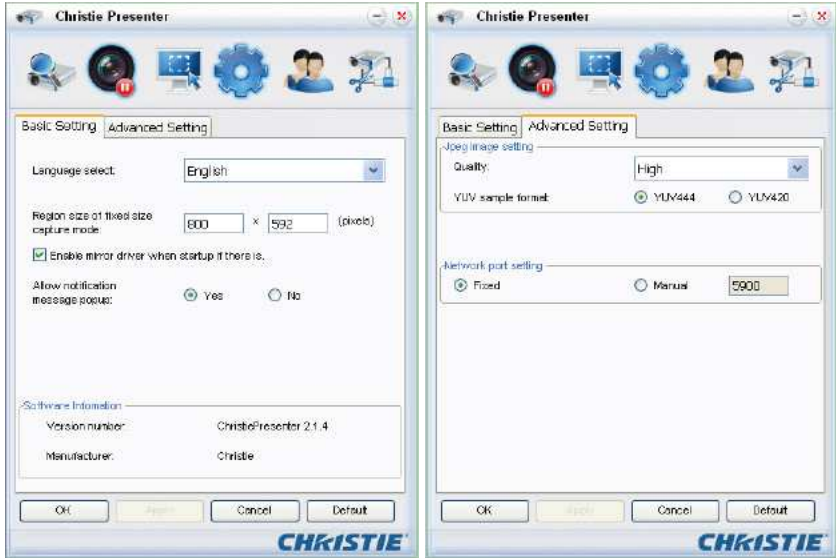 Christie Presenter
Basic Setting Advanced Setting
Language select: English
Region size of fixed size
capture mode: 800 × 592 (pixels)
Enable mirror driver when startup if there is.
Allow notification
message popup: Yes No
Software Infomation
Version number ChristiePresenter 2.1.4
Manufacturer: Christie
OK Apply Cancel Default
CHRISTIE
Christie Presenter
Basic Setting Advanced Setting
Jpeg image setting
Quality: High
YUV sample format: YUV444 YUV420
Network port setting
Fixed Manual 5900
OK Apply Cancel Default
CHRISTIE